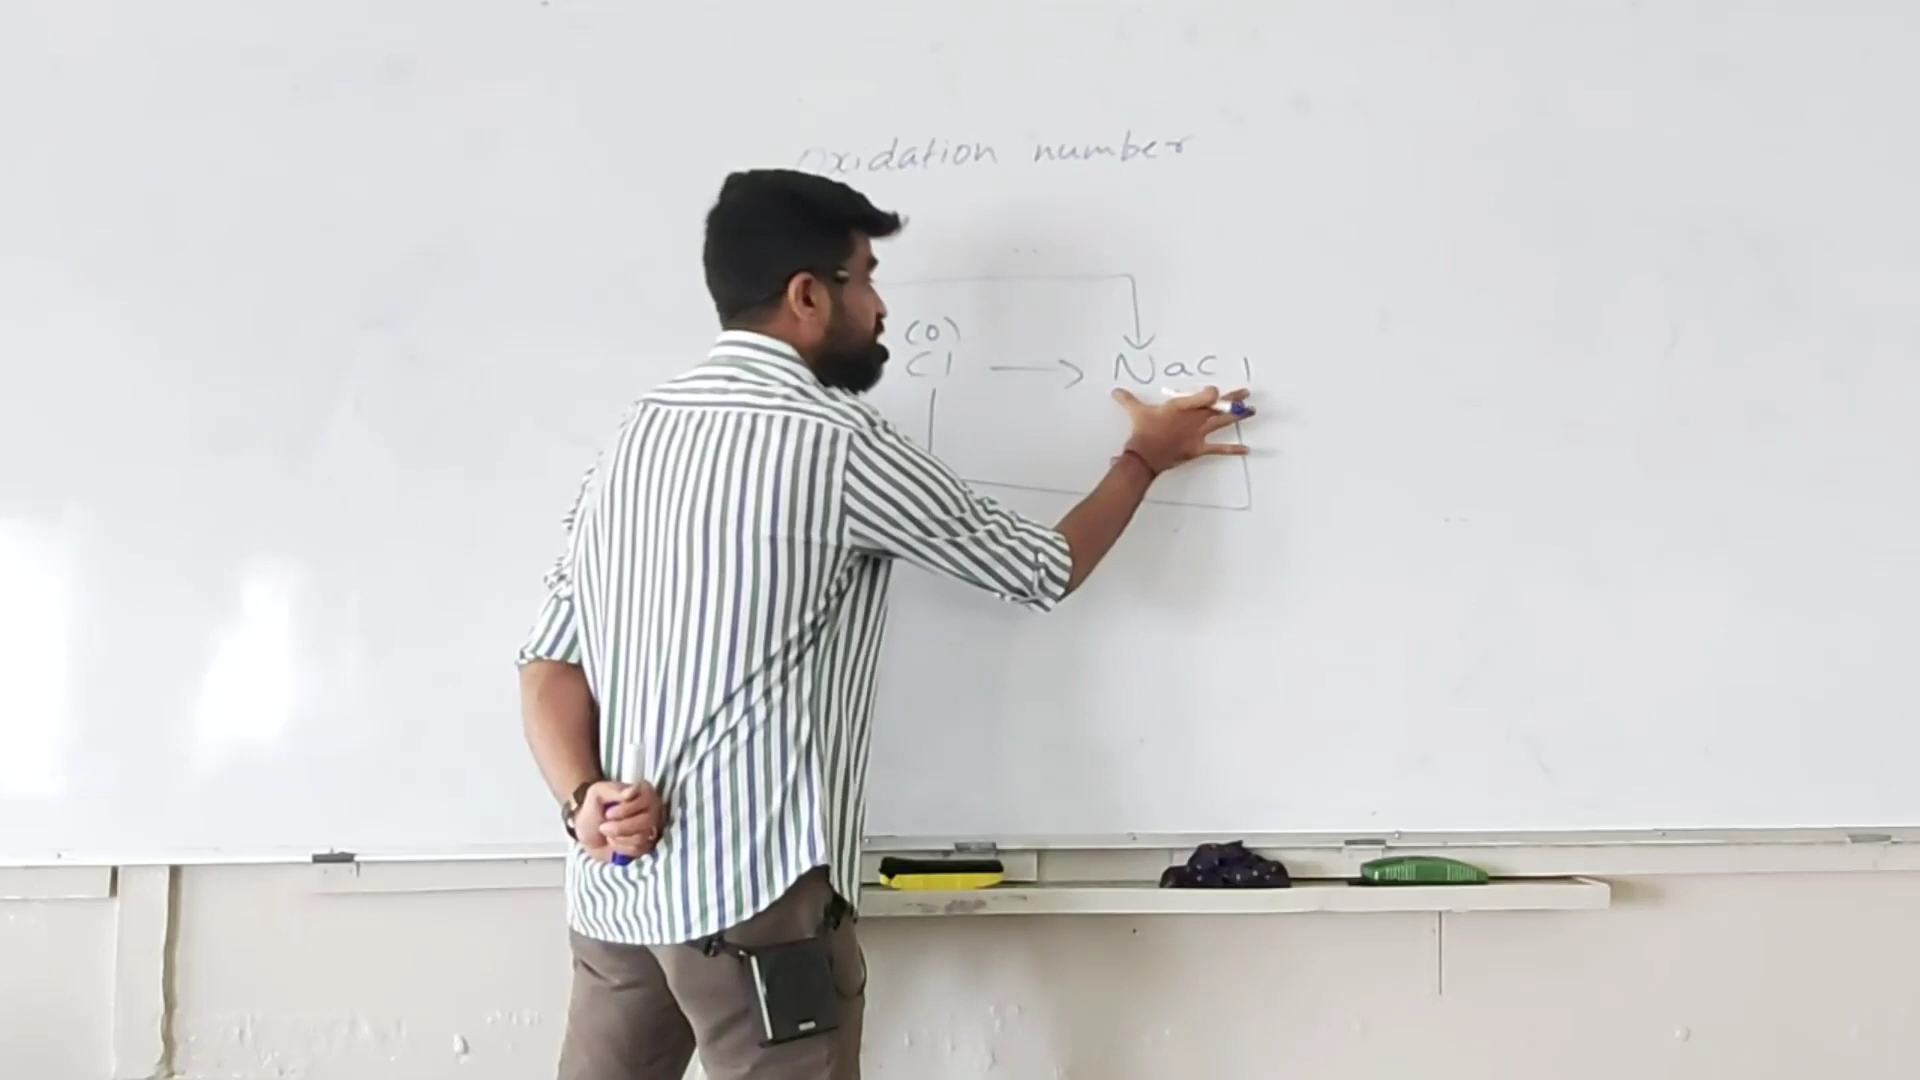 Oxidation number
(0)
Cl → NaCl